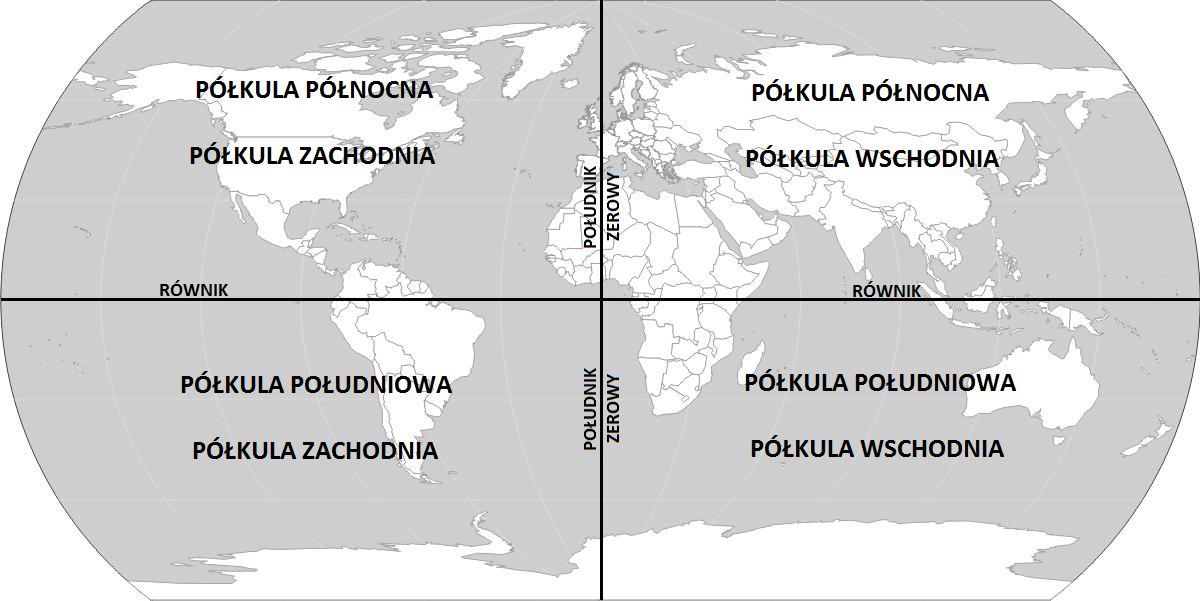 PÓŁKULA PÓŁNOCNA
PÓŁKULA ZACHODNIA
PÓŁKULA PÓŁNOCNA
PÓŁKULA WSCHODNIA
POŁUDNIK
ZEROWY
RÓWNIK
RÓWNIK
PÓŁKULA POŁUDNIOWA
PÓŁKULA ZACHODNIA
POŁUDNIK
ZEROWY
PÓŁKULA POŁUDNIOWA
PÓŁKULA WSCHODNIA